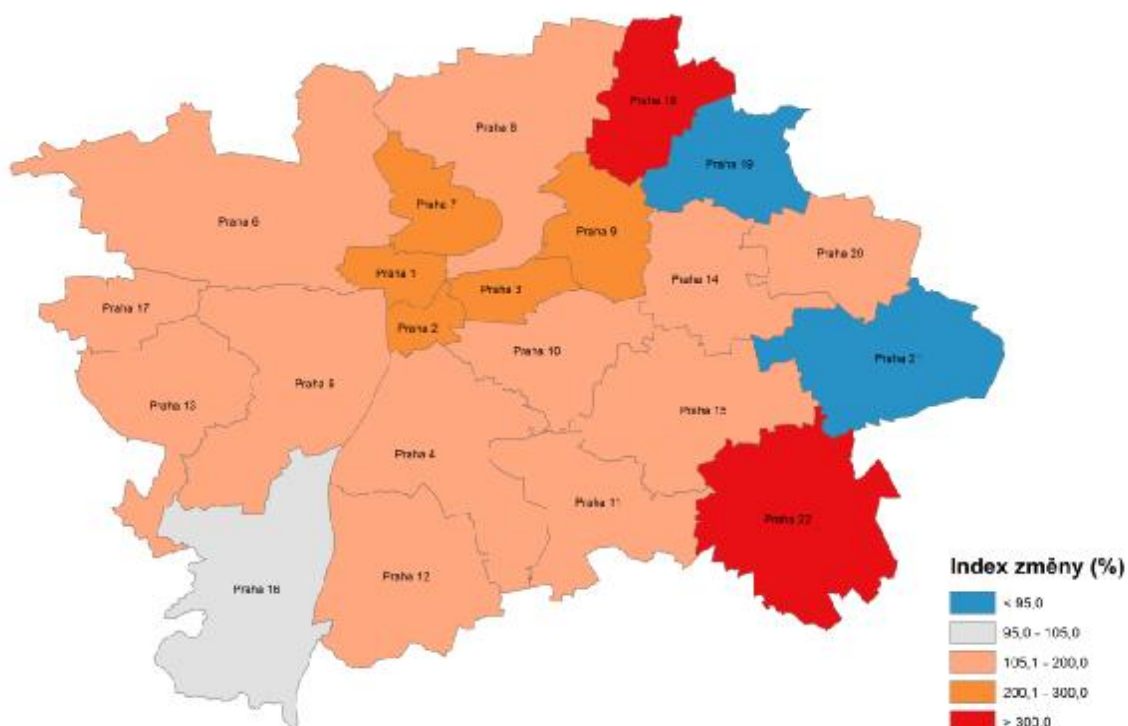 Praha 18
Praha 8
Praha 19
Praha 7
Praha 6
Praha 9
Praha 20
Praha 1
Praha 3
Praha 14
Praha 17
Praha 2
Praha 10
Praha 21
Praha 5
Praha 13
Praha 15
Praha 4
Praha 11
Praha 22
Praha 12
Praha 16
Index změny (%)
< 95,0
95,0 - 105,0
105,1 - 200,0
200,1 - 300,0
> 300,0